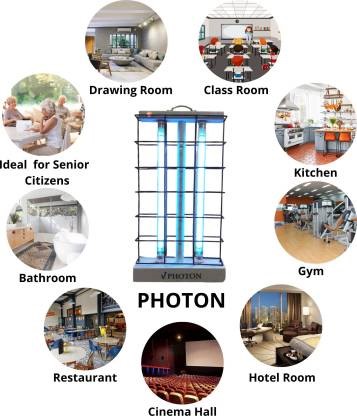 Drawing Room
Class Room
Ideal for Senior
Citizens
Kitchen
Bathroom
Gym
√PHOTON
PHOTON
Restaurant
Hotel Room
Cinema Hall